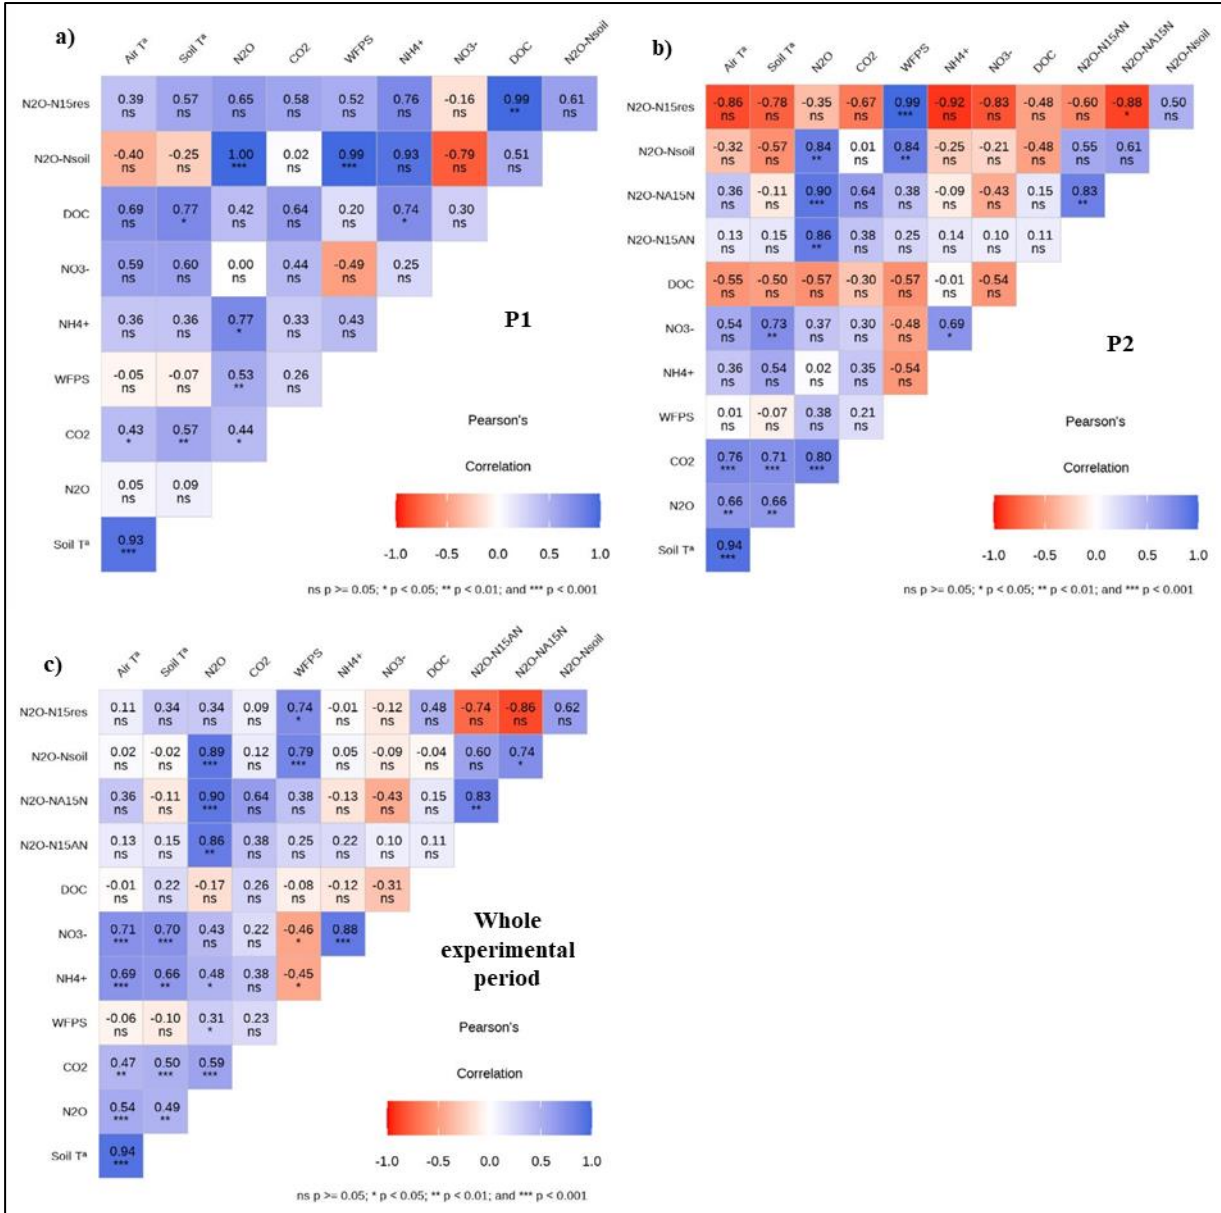 a)
Air Tª Soil Tª N2O CO2 WFPS NH4+ NO3- DOC N2O-Nsoil
N2O-N15res 0.39 0.57 0.65 0.58 0.52 0.76 -0.16 0.99 0.61
ns ns ns ns ns ns ns ** ns
N2O-Nsoil -0.40 -0.25 1.00 0.02 0.99 0.93 -0.79 0.51
ns ns *** ns *** ns ns ns
DOC 0.69 0.77 0.42 0.64 0.20 0.74 0.30
ns * ns ns ns * ns
NO3- 0.59 0.60 0.00 0.44 -0.49 0.25
ns ns ns ns ns ns
NH4+ 0.36 0.36 0.77 0.33 0.43
ns ns * ns ns
P1
WFPS -0.05 -0.07 0.53 0.26
ns ns ** ns
CO2 0.43 0.57 0.44
* ** *
N2O 0.05 0.09
ns ns
Soil Tª 0.93
***
Pearson's
Correlation
-1.0 -0.5 0.0 0.5 1.0
ns p >= 0.05; * p < 0.05; ** p < 0.01; and *** p < 0.001
b)
Air Tª Soil Tª N2O CO2 WFPS NH4+ NO3- DOC N2O-N15AN N2O-NA15N N2O-Nsoil
N2O-N15res -0.86 -0.78 -0.35 -0.67 0.99 -0.92 -0.83 -0.48 -0.60 -0.88 0.50
ns ns ns ns *** ns ns ns ns * ns
N2O-Nsoil -0.32 -0.57 0.84 0.01 0.84 -0.25 -0.21 -0.48 0.55 0.61
ns ns ** ns ** ns ns ns ns ns
N2O-NA15N 0.36 -0.11 0.90 0.64 0.38 -0.09 -0.43 0.15 0.83
ns ns *** ns ns ns ns ns **
N2O-N15AN 0.13 0.15 0.86 0.38 0.25 0.14 0.10 0.11
ns ns ** ns ns ns ns ns
DOC -0.55 -0.50 -0.57 -0.30 -0.57 -0.01 -0.54
ns ns ns ns ns ns ns
NO3- 0.54 0.73 0.37 0.30 -0.48 0.69
ns ** ns ns ns *
P2
NH4+ 0.36 0.54 0.02 0.35 -0.54
ns ns ns ns ns
WFPS 0.01 -0.07 0.38 0.21
ns ns ns ns
CO2 0.76 0.71 0.80
*** *** ***
N2O 0.66 0.66
** **
Soil Tª 0.94
***
Pearson's
Correlation
-1.0 -0.5 0.0 0.5 1.0
ns p >= 0.05; * p < 0.05; ** p < 0.01; and *** p < 0.001
c)
Air Tª Soil Tª N2O CO2 WFPS NH4+ NO3- DOC N2O-N15AN N2O-NA15N N2O-Nsoil
N2O-N15res 0.11 0.34 0.34 0.09 0.74 -0.01 -0.12 0.48 -0.74 -0.86 0.62
ns ns ns ns * ns ns ns ns ns ns
N2O-Nsoil 0.02 -0.02 0.89 0.12 0.79 0.05 -0.09 -0.04 0.60 0.74
ns ns *** ns *** ns ns ns ns *
N2O-NA15N 0.36 -0.11 0.90 0.64 0.38 -0.13 -0.43 0.15 0.83
ns ns *** ns ns ns ns ns **
N2O-N15AN 0.13 0.15 0.86 0.38 0.25 0.22 0.10 0.11
ns ns ** ns ns ns ns ns
DOC -0.01 0.22 -0.17 0.26 -0.08 -0.12 -0.31
ns ns ns ns ns ns ns
NO3- 0.71 0.70 0.43 0.22 -0.46 0.88
*** *** ns ns * ***
NH4+ 0.69 0.66 0.48 0.38 -0.45
*** ** * ns *
Whole
experimental
period
WFPS -0.06 -0.10 0.31 0.23
ns ns * ns
CO2 0.47 0.50 0.59
** *** ***
N2O 0.54 0.49
*** **
Soil Tª 0.94
***
Pearson's
Correlation
-1.0 -0.5 0.0 0.5 1.0
ns p >= 0.05; * p < 0.05; ** p < 0.01; and *** p < 0.001